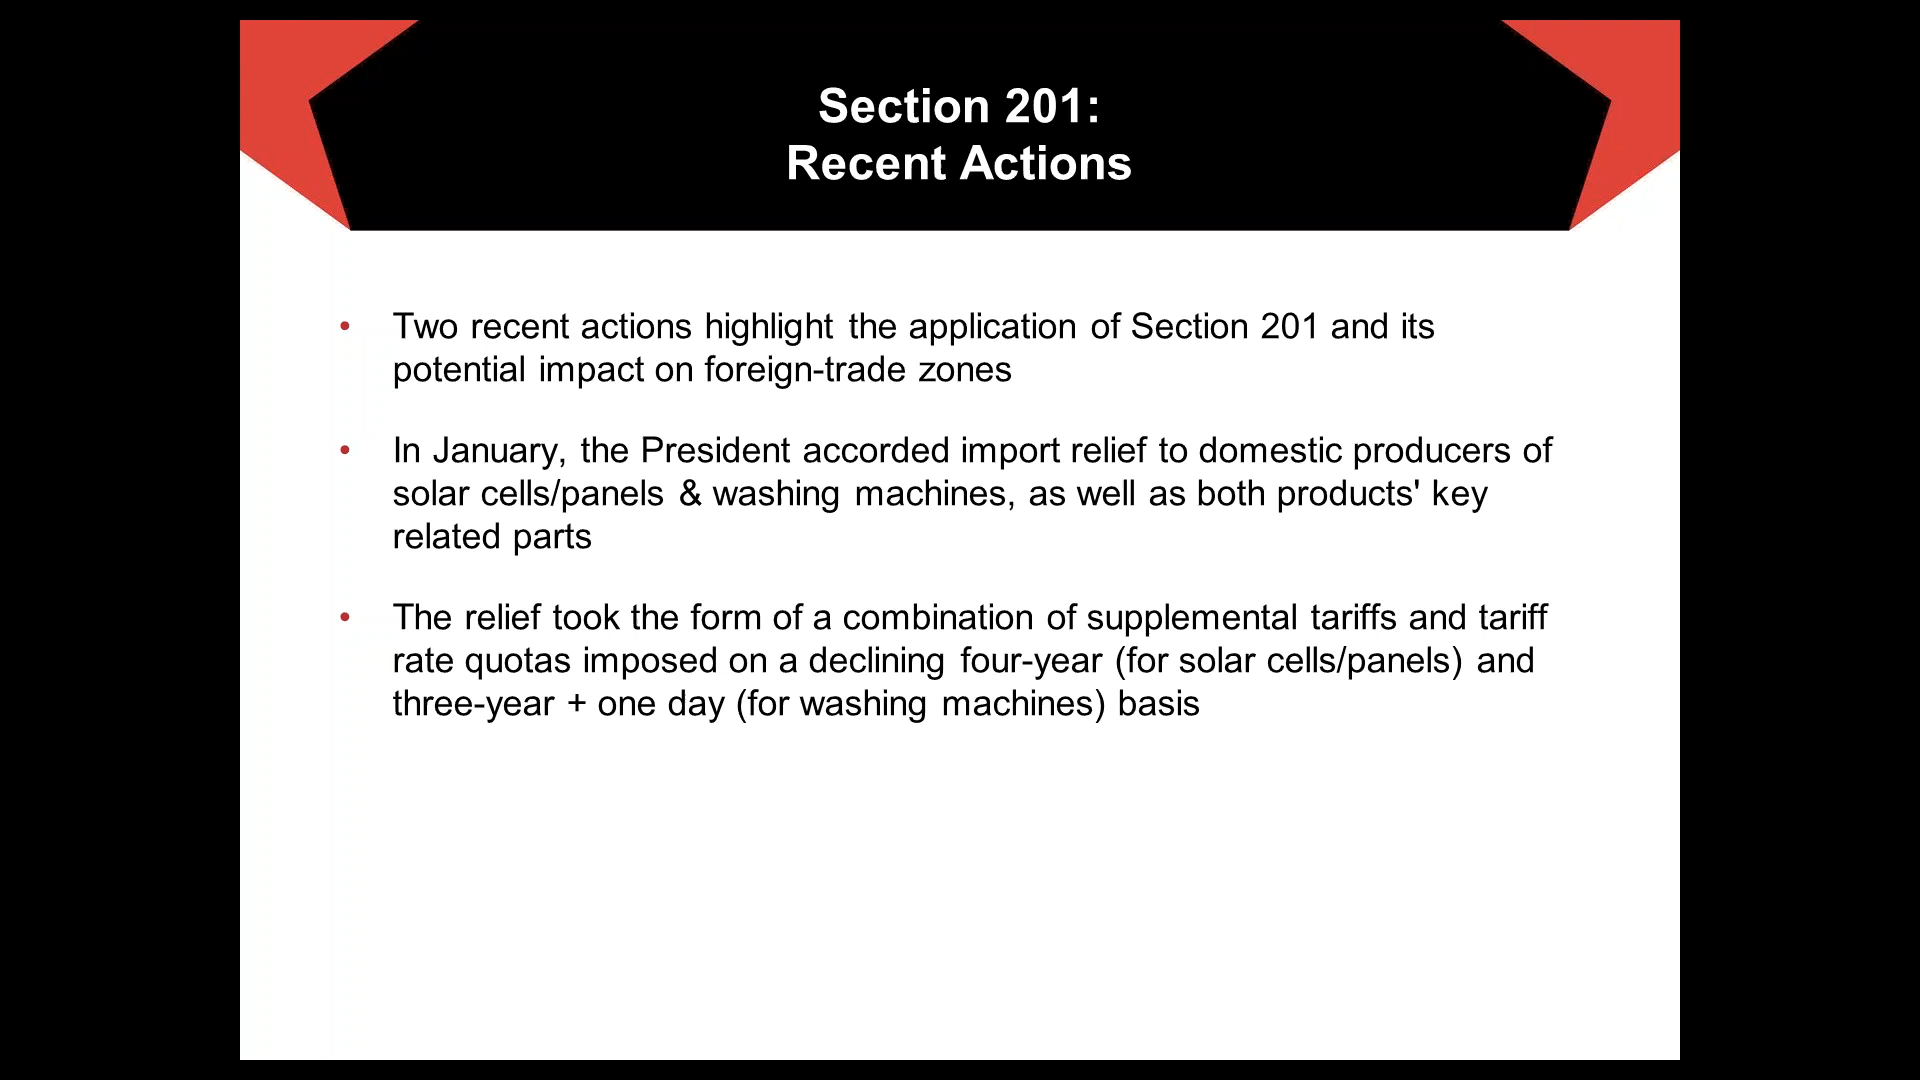 Section 201:
Recent Actions
• Two recent actions highlight the application of Section 201 and its
potential impact on foreign-trade zones
• In January, the President accorded import relief to domestic producers of
solar cells/panels & washing machines, as well as both products' key
related parts
• The relief took the form of a combination of supplemental tariffs and tariff
rate quotas imposed on a declining four-year (for solar cells/panels) and
three-year + one day (for washing machines) basis